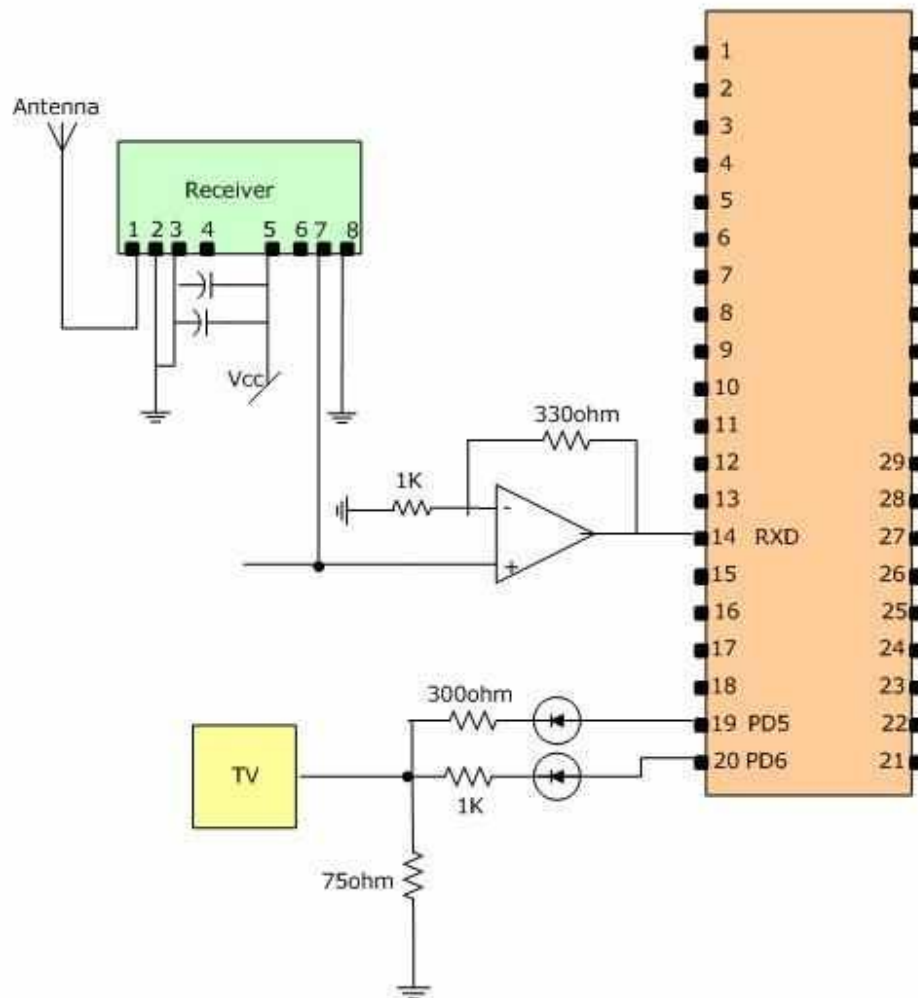 Antenna
Receiver
1 2 3 4 5 6 7 8
Vcc
330ohm
1K
-
+
300ohm
1K
75ohm
TV
1
2
3
4
5
6
7
8
9
10
11
12 29
13 28
14 RXD 27
15 26
16 25
17 24
18 23
19 PD5 22
20 PD6 21